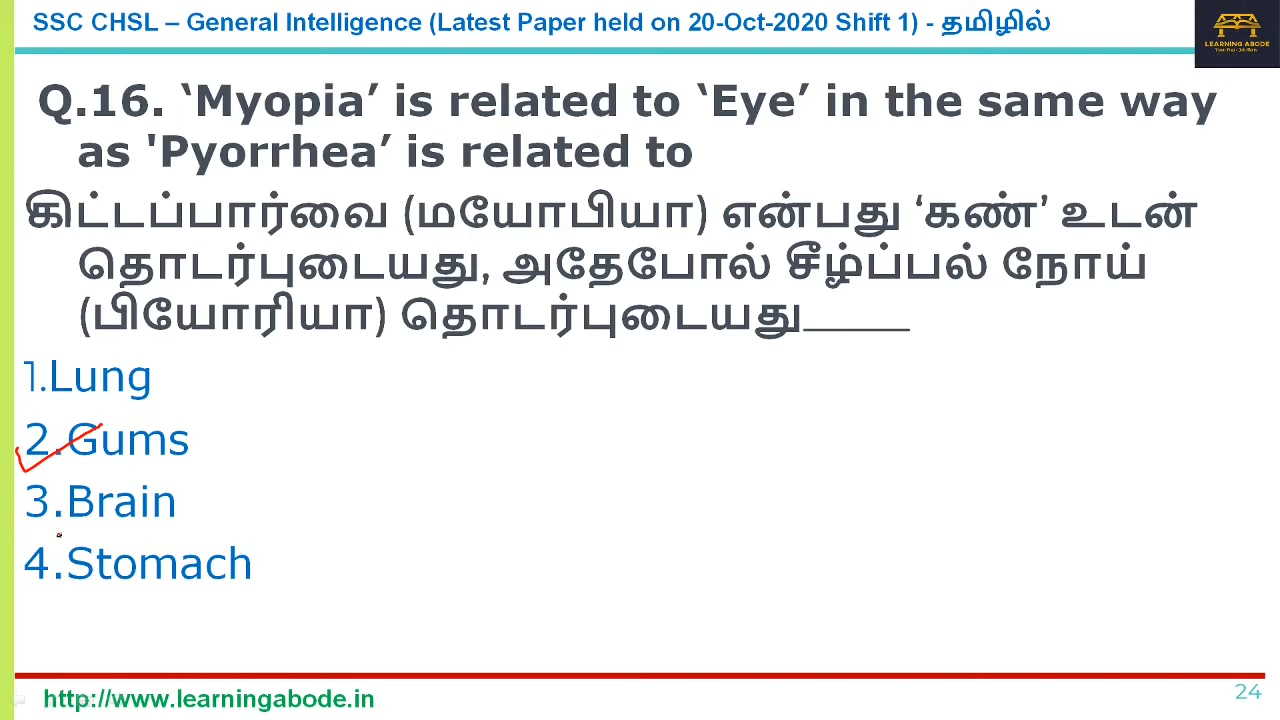 SSC CHSL – General Intelligence (Latest Paper held on 20-Oct-2020 Shift 1) - தமிழில்
LEARNING ABODE
Q.16. ‘Myopia’ is related to ‘Eye’ in the same way
as 'Pyorrhea’ is related to
கிட்டப்பார்வை (மயோபியா) என்பது ‘கண்’ உடன்
தொடர்புடையது, அதேபோல் சீழ்ப்பல் நோய்
(பியோரியா) தொடர்புடையது_____
1.Lung
2.Gums
3.Brain
4.Stomach
http://www.learningabode.in
24